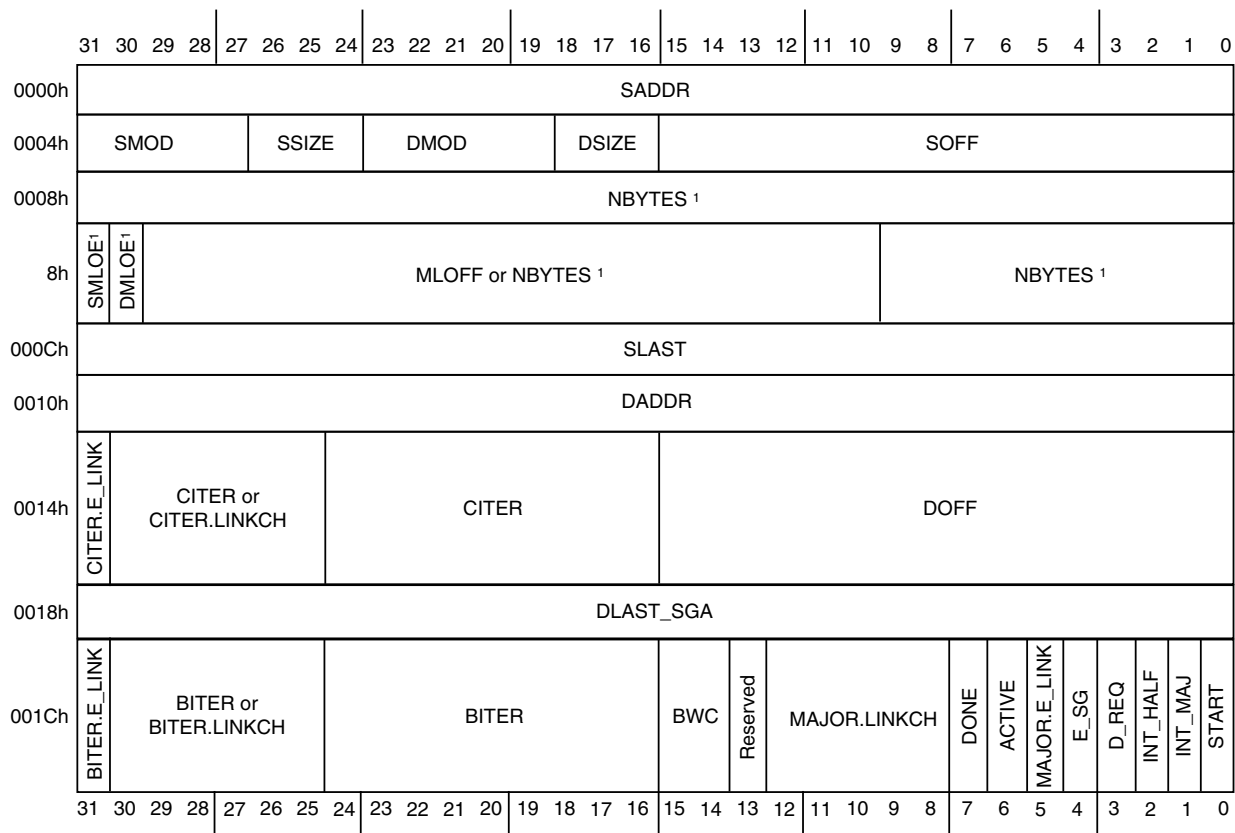 31 30 29 28 27 26 25 24 23 22 21 20 19 18 17 16 15 14 13 12 11 10 9 8 7 6 5 4 3 2 1 0
0000h SADDR
0004h SMOD SSIZE DMOD DSIZE SOFF
0008h NBYTES ¹
8h SMLOE¹ DMLOE¹ MLOFF or NBYTES ¹ NBYTES ¹
000Ch SLAST
0010h DADDR
0014h CITER.E_LINK CITER or
CITER.LINKCH CITER DOFF
0018h DLAST_SGA
001Ch BITER.E_LINK BITER or
BITER.LINKCH BITER BWC Reserved MAJOR.LINKCH DONE ACTIVE MAJOR.E_LINK E_SG D_REQ INT_HALF INT_MAJ START
31 30 29 28 27 26 25 24 23 22 21 20 19 18 17 16 15 14 13 12 11 10 9 8 7 6 5 4 3 2 1 0